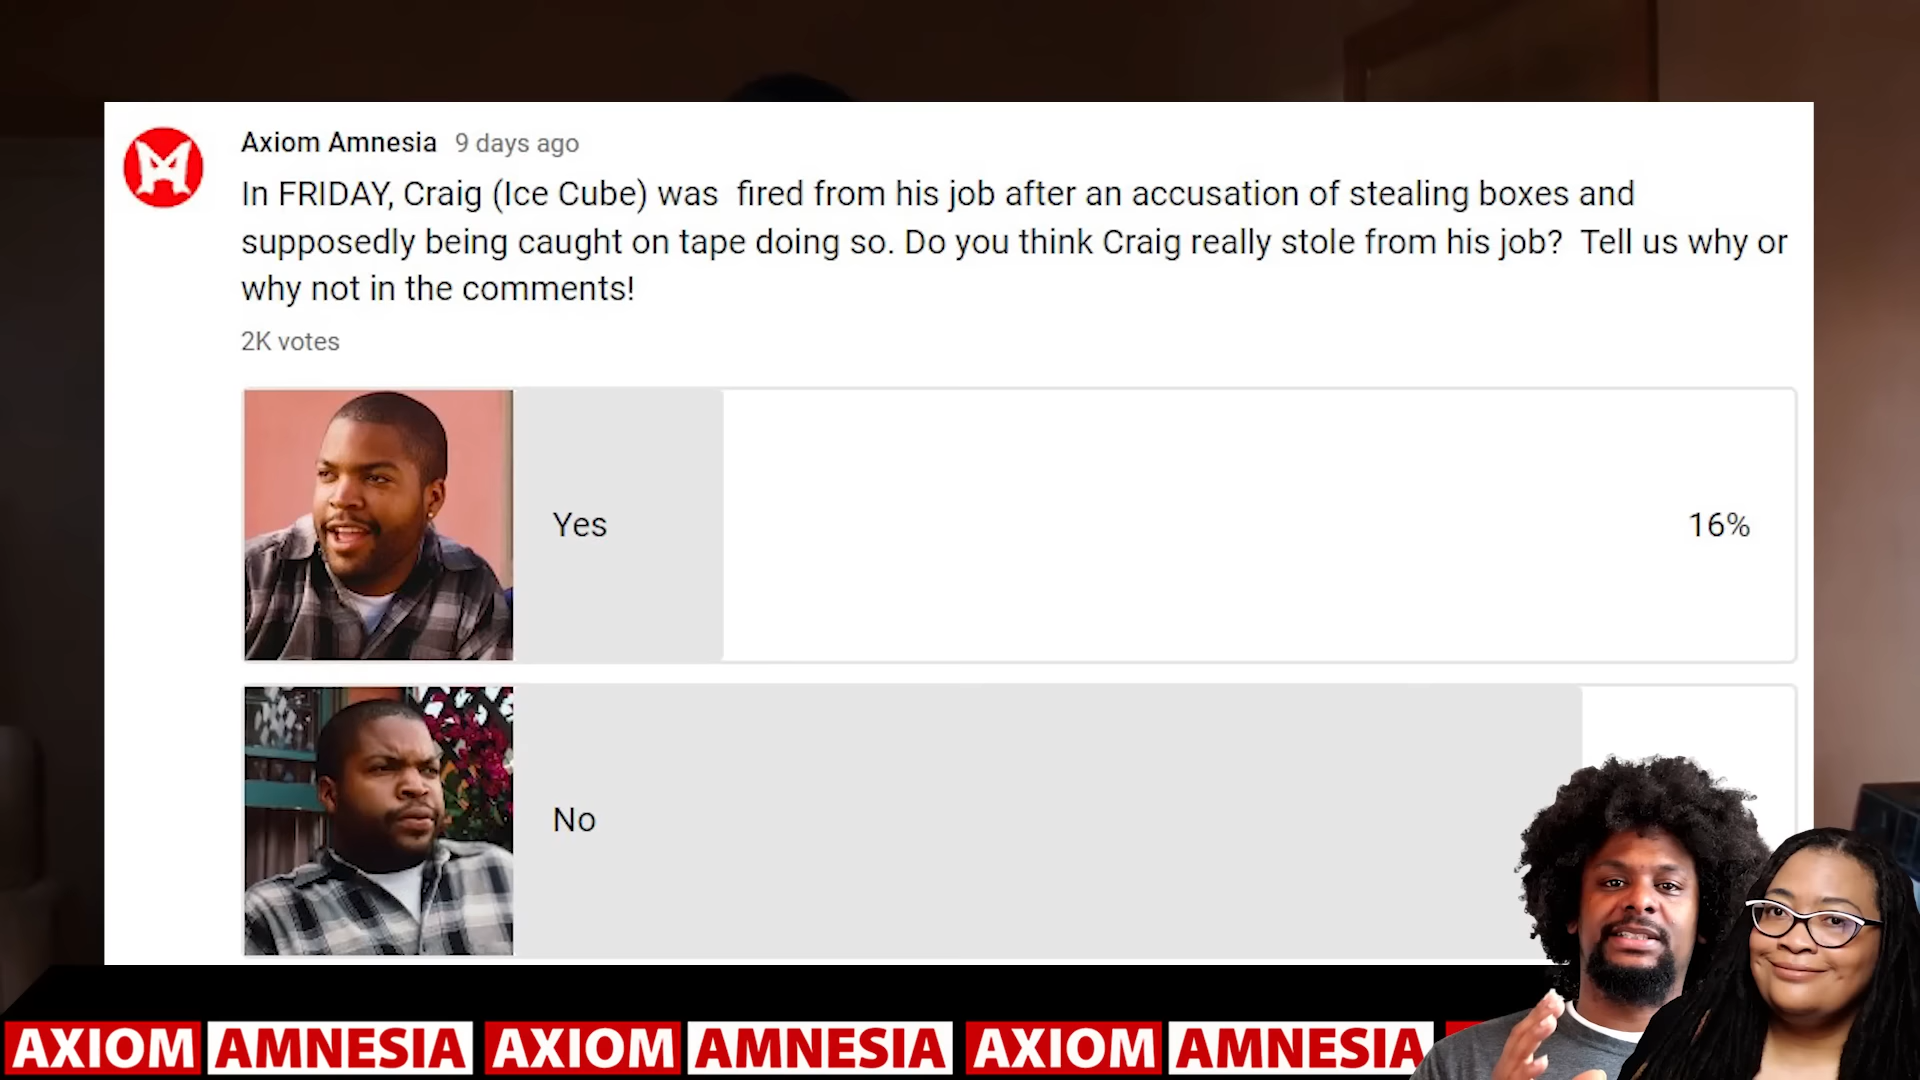 Axiom Amnesia 9 days ago
In FRIDAY, Craig (Ice Cube) was fired from his job after an accusation of stealing boxes and
supposedly being caught on tape doing so. Do you think Craig really stole from his job? Tell us why or
why not in the comments!
2K votes
Yes 16%
No
AXIOM AMNESIA AXIOM AMNESIA AXIOM AMNESIA